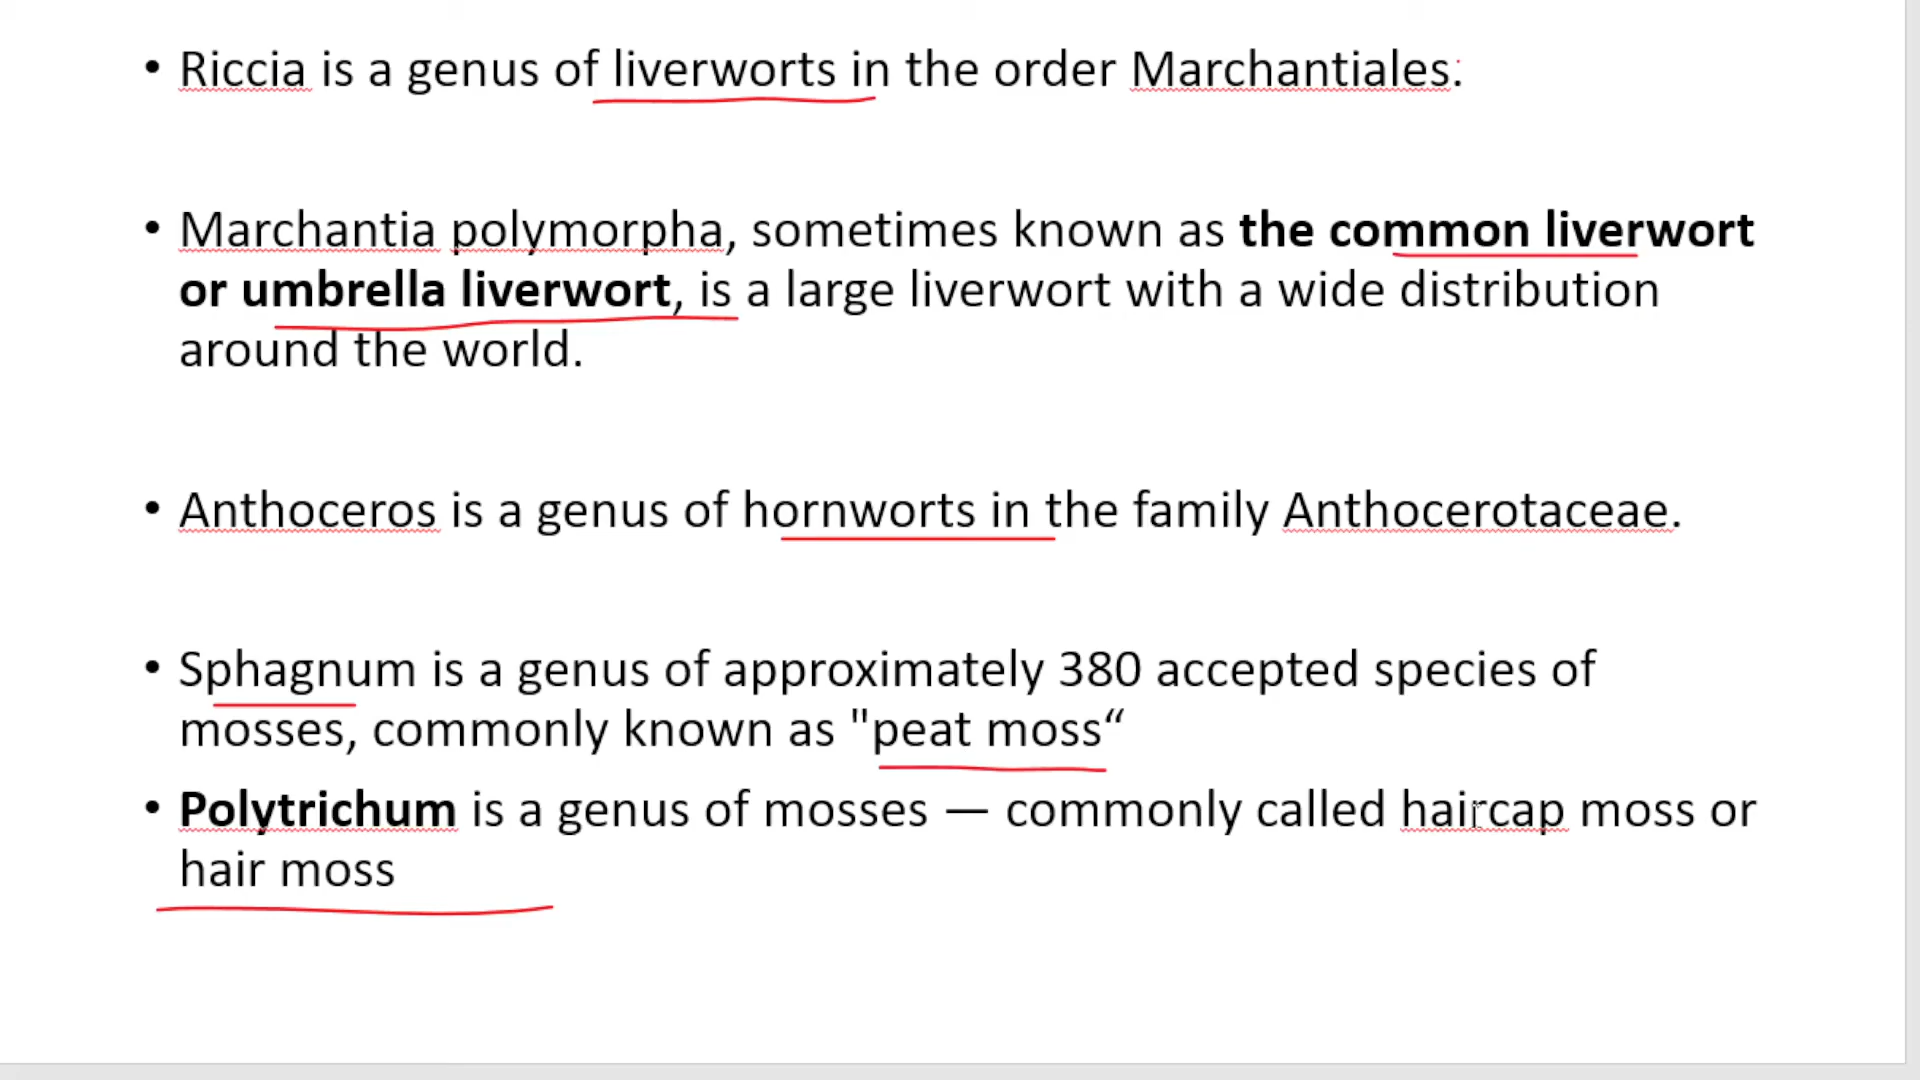 • Riccia is a genus of liverworts in the order Marchantiales.
• Marchantia polymorpha, sometimes known as the common liverwort
or umbrella liverwort, is a large liverwort with a wide distribution
around the world.
• Anthoceros is a genus of hornworts in the family Anthocerotaceae.
• Sphagnum is a genus of approximately 380 accepted species of
mosses, commonly known as "peat moss“
• Polytrichum is a genus of mosses — commonly called haircap moss or
hair moss